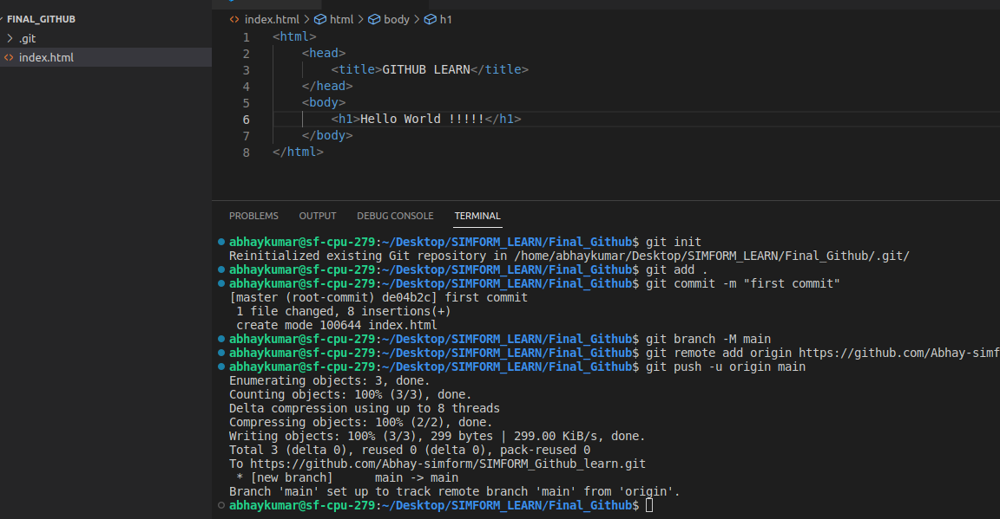 FINAL_GITHUB
.git
index.html
index.html > html > body > h1
1 <html>
2 <head>
3 <title>GITHUB LEARN</title>
4 </head>
5 <body>
6 <h1>Hello World !!!!!</h1>
7 </body>
8 </html>
PROBLEMS OUTPUT DEBUG CONSOLE TERMINAL
abhaykumar@sf-cpu-279:~/Desktop/SIMFORM_LEARN/Final_Github$ git init
Reinitialized existing Git repository in /home/abhaykumar/Desktop/SIMFORM_LEARN/Final_Github/.git/
abhaykumar@sf-cpu-279:~/Desktop/SIMFORM_LEARN/Final_Github$ git add .
abhaykumar@sf-cpu-279:~/Desktop/SIMFORM_LEARN/Final_Github$ git commit -m "first commit"
[master (root-commit) de04b2c] first commit
1 file changed, 8 insertions(+)
create mode 100644 index.html
abhaykumar@sf-cpu-279:~/Desktop/SIMFORM_LEARN/Final_Github$ git branch -M main
abhaykumar@sf-cpu-279:~/Desktop/SIMFORM_LEARN/Final_Github$ git remote add origin https://github.com/Abhay-simf
abhaykumar@sf-cpu-279:~/Desktop/SIMFORM_LEARN/Final_Github$ git push -u origin main
Enumerating objects: 3, done.
Counting objects: 100% (3/3), done.
Delta compression using up to 8 threads
Compressing objects: 100% (2/2), done.
Writing objects: 100% (3/3), 299 bytes | 299.00 KiB/s, done.
Total 3 (delta 0), reused 0 (delta 0), pack-reused 0
To https://github.com/Abhay-simform/SIMFORM_Github_learn.git
* [new branch] main -> main
Branch 'main' set up to track remote branch 'main' from 'origin'.
abhaykumar@sf-cpu-279:~/Desktop/SIMFORM_LEARN/Final_Github$